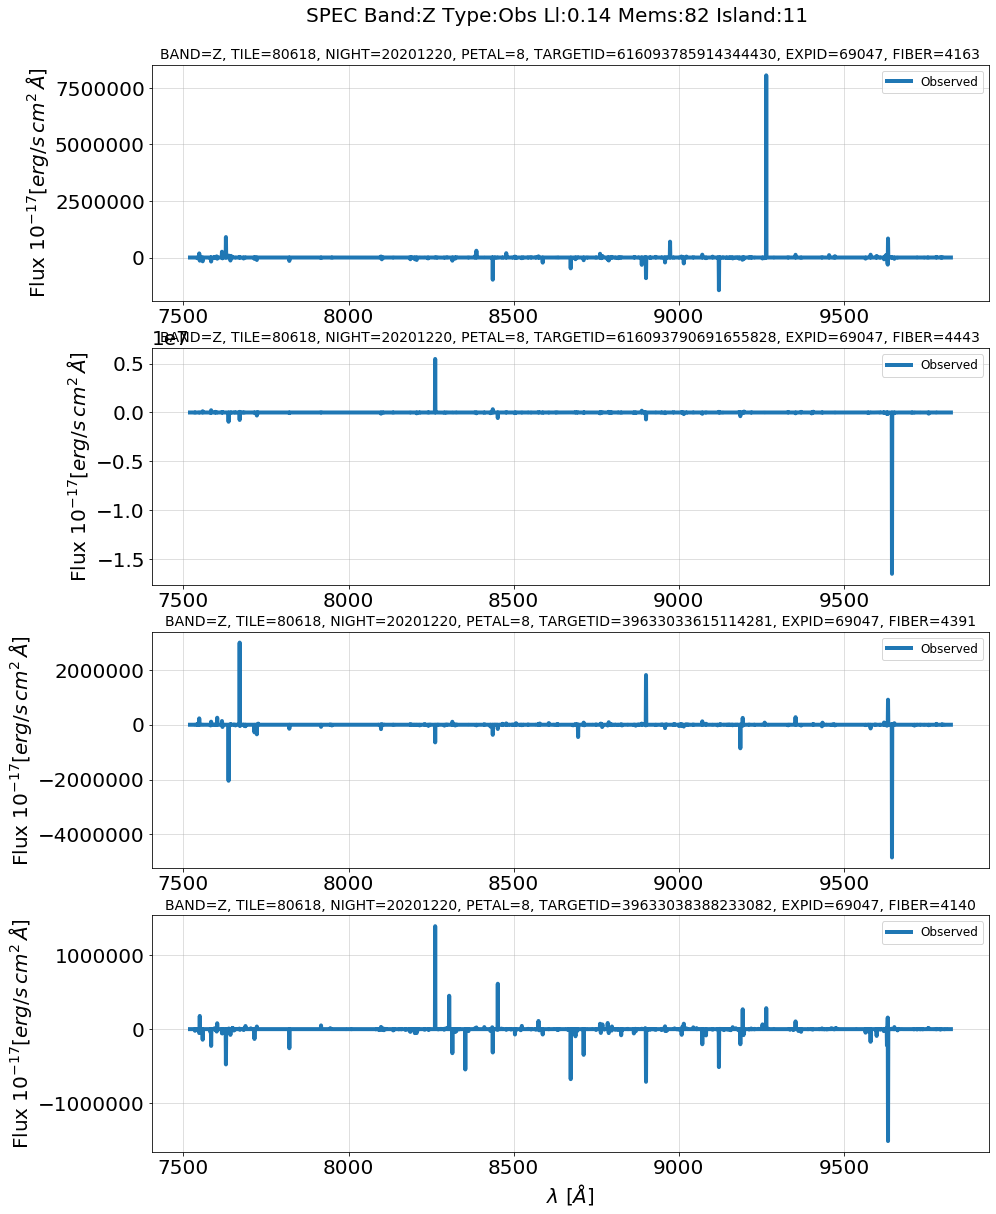 SPEC Band:Z Type:Obs Ll:0.14 Mems:82 Island:11
BAND=Z, TILE=80618, NIGHT=20201220, PETAL=8, TARGETID=616093785914344430, EXPID=69047, FIBER=4163
Flux 10^{-17}[erg/s cm^2 Å]
7500000
5000000
2500000
0
Observed
7500 8000 8500 9000 9500
1e7
BAND=Z, TILE=80618, NIGHT=20201220, PETAL=8, TARGETID=616093790691655828, EXPID=69047, FIBER=4443
Flux 10^{-17}[erg/s cm^2 Å]
0.5
0.0
−0.5
−1.0
−1.5
Observed
7500 8000 8500 9000 9500
BAND=Z, TILE=80618, NIGHT=20201220, PETAL=8, TARGETID=39633033615114281, EXPID=69047, FIBER=4391
Flux 10^{-17}[erg/s cm^2 Å]
2000000
0
−2000000
−4000000
Observed
7500 8000 8500 9000 9500
BAND=Z, TILE=80618, NIGHT=20201220, PETAL=8, TARGETID=39633038388233082, EXPID=69047, FIBER=4140
Flux 10^{-17}[erg/s cm^2 Å]
1000000
0
−1000000
Observed
7500 8000 8500 9000 9500
λ [Å]